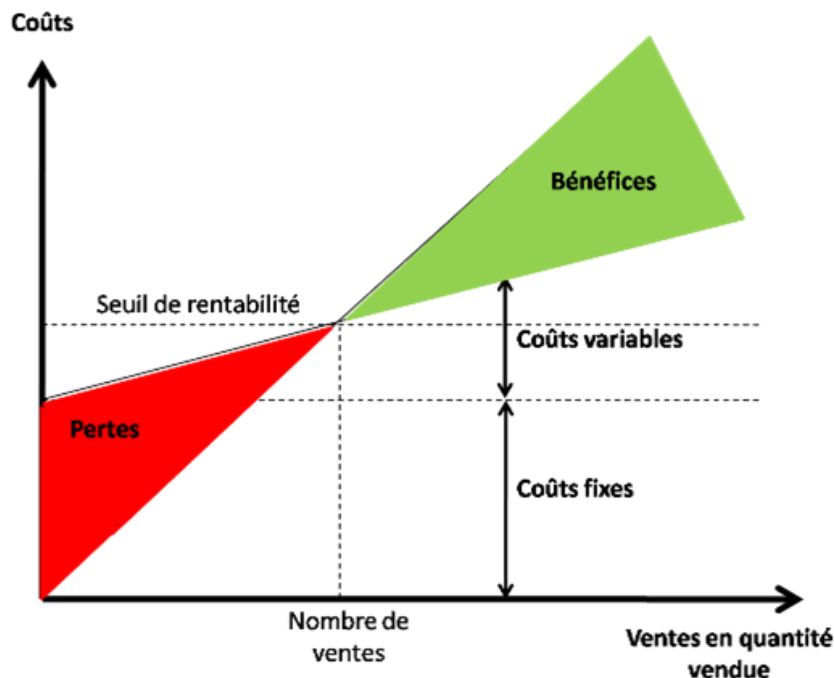 Coûts
Bénéfices
Seuil de rentabilité
Coûts variables
Pertes
Coûts fixes
Nombre de
ventes
Ventes en quantité
vendue